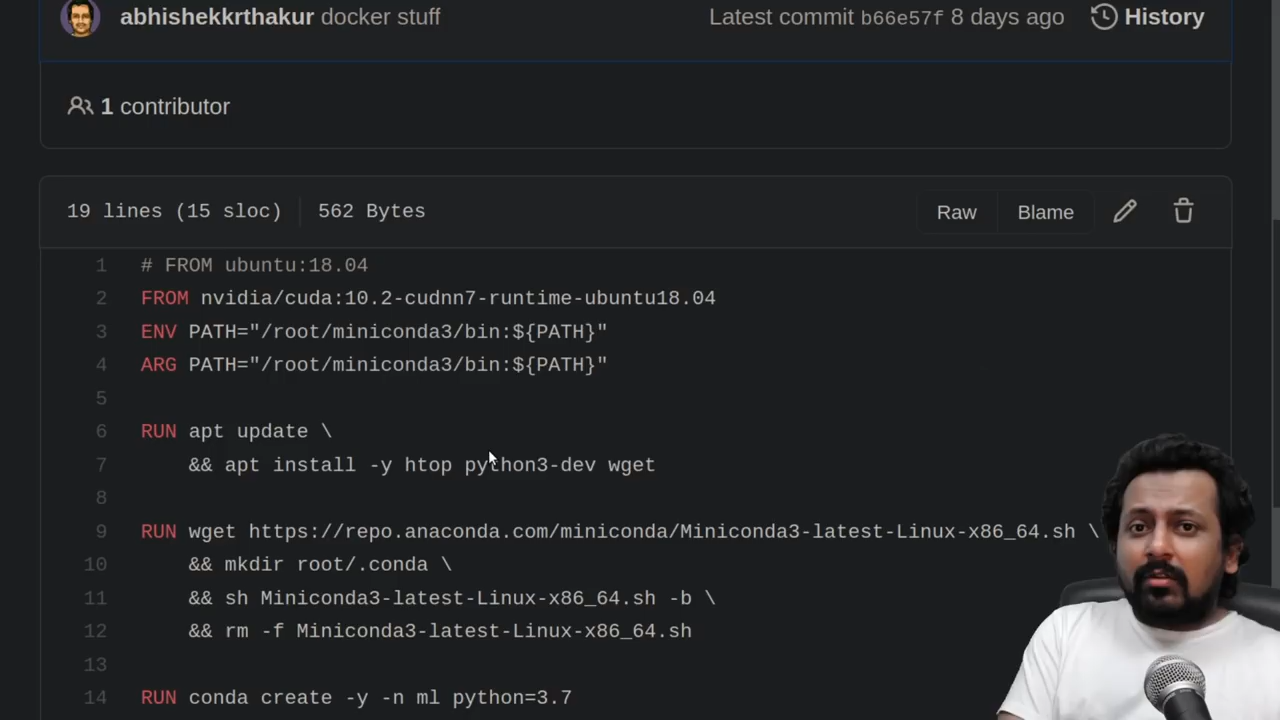 abhishekkrthakur docker stuff Latest commit b66e57f 8 days ago History
1 contributor
19 lines (15 sloc) 562 Bytes Raw Blame
1 # FROM ubuntu:18.04
2 FROM nvidia/cuda:10.2-cudnn7-runtime-ubuntu18.04
3 ENV PATH="/root/miniconda3/bin:${PATH}"
4 ARG PATH="/root/miniconda3/bin:${PATH}"
5
6 RUN apt update \
7 && apt install -y htop python3-dev wget
8
9 RUN wget https://repo.anaconda.com/miniconda/Miniconda3-latest-Linux-x86_64.sh \
10 && mkdir root/.conda \
11 && sh Miniconda3-latest-Linux-x86_64.sh -b \
12 && rm -f Miniconda3-latest-Linux-x86_64.sh
13
14 RUN conda create -y -n ml python=3.7